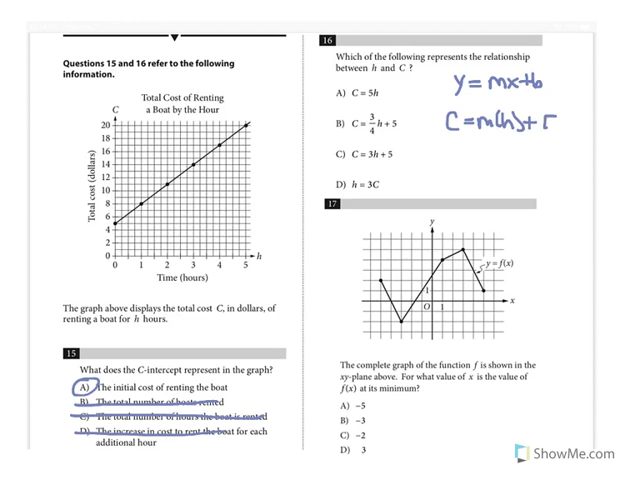 Questions 15 and 16 refer to the following
information.
Total Cost of Renting
a Boat by the Hour
C
20
18
16
14
12
10
8
6
4
2
0
Total cost (dollars)
0 1 2 3 4 5
h
Time (hours)
The graph above displays the total cost C, in dollars, of
renting a boat for h hours.
15
What does the C-intercept represent in the graph?
A) The initial cost of renting the boat
B) The total number of boats rented
C) The total number of hours the boat is rented
D) The increase in cost to rent the boat for each
additional hour
16
Which of the following represents the relationship
between h and C ?
y = mx+b
A) C = 5h
B) C = 3/4 h + 5
C = m(h) + 5
C) C = 3h + 5
D) h = 3C
17
y
y = f(x)
1
O 1
x
The complete graph of the function f is shown in the
xy-plane above. For what value of x is the value of
f(x) at its minimum?
A) −5
B) −3
C) −2
D) 3
ShowMe.com